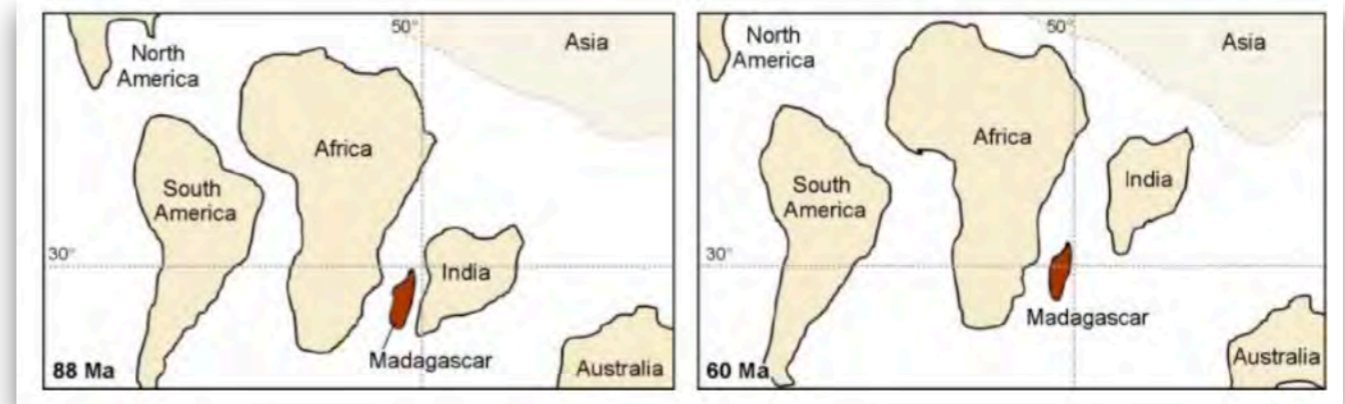 50°
Asia
North
America
Africa
South
America
30°
India
Madagascar
Australia
88 Ma
50°
Asia
North
America
Africa
India
South
America
30°
Madagascar
Australia
60 Ma